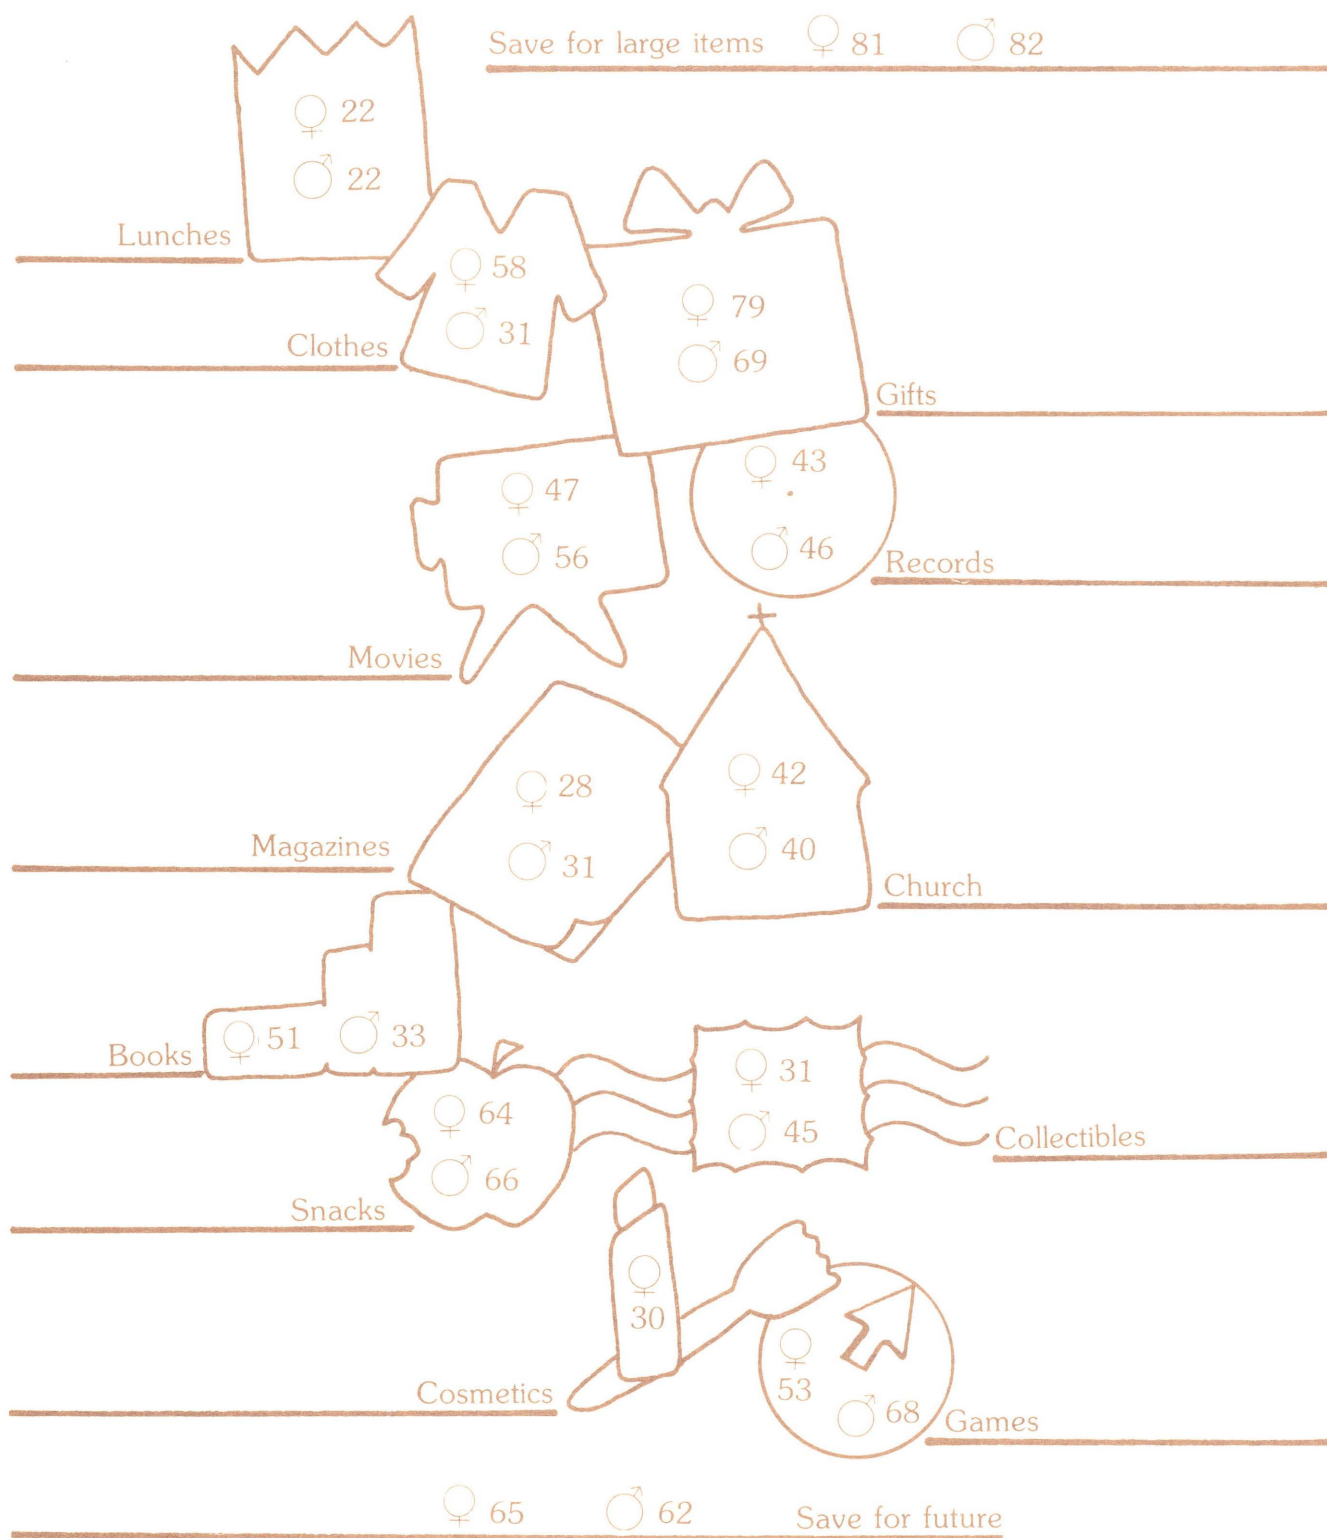 Save for large items ♀ 81 ♂ 82
♀ 22
♂ 22
Lunches
♀ 58
♂ 31
Clothes
♀ 79
♂ 69
Gifts
♀ 43
♂ 46
Records
♀ 47
♂ 56
Movies
♀ 28
♂ 31
Magazines
♀ 42
♂ 40
Church
♀ 51 ♂ 33
Books
♀ 31
♂ 45
Collectibles
♀ 64
♂ 66
Snacks
♀
30
Cosmetics
♀
53
♂ 68
Games
♀ 65 ♂ 62 Save for future